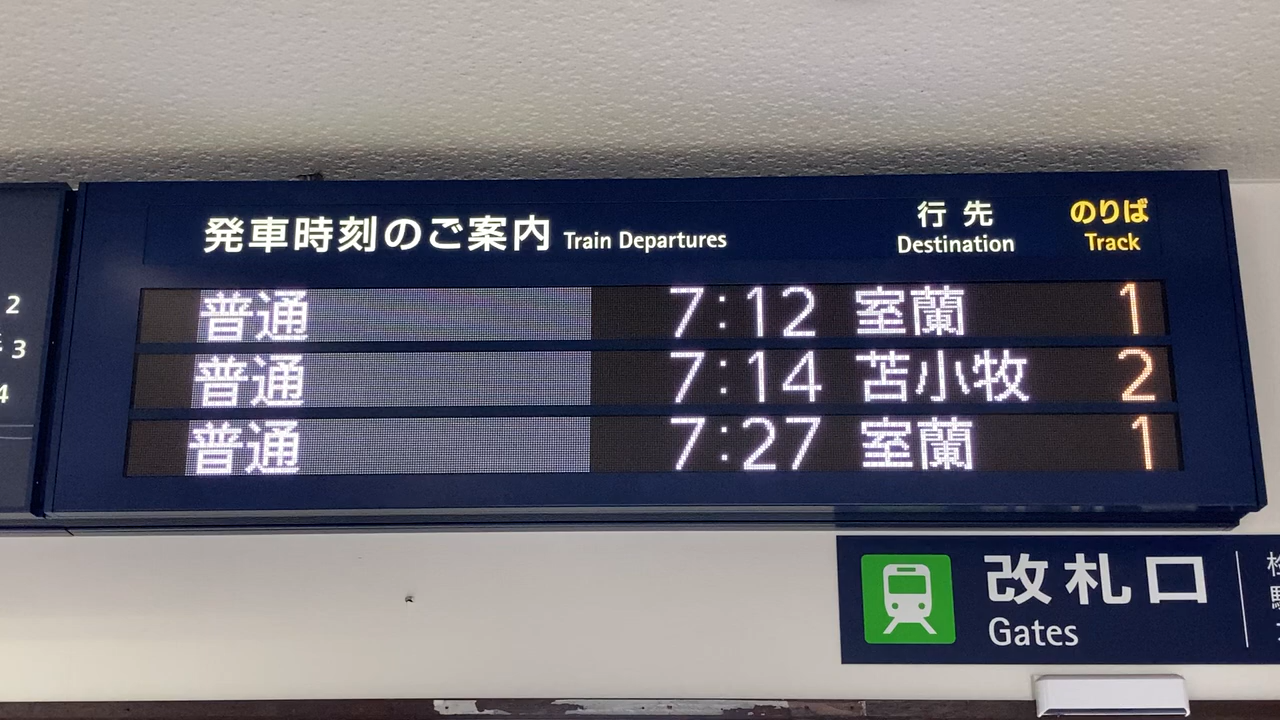 発車時刻のご案内 Train Departures 行先 のりば
Destination Track
普通 7:12 室蘭 1
普通 7:14 苫小牧 2
普通 7:27 室蘭 1
2
3
4
改札口
Gates